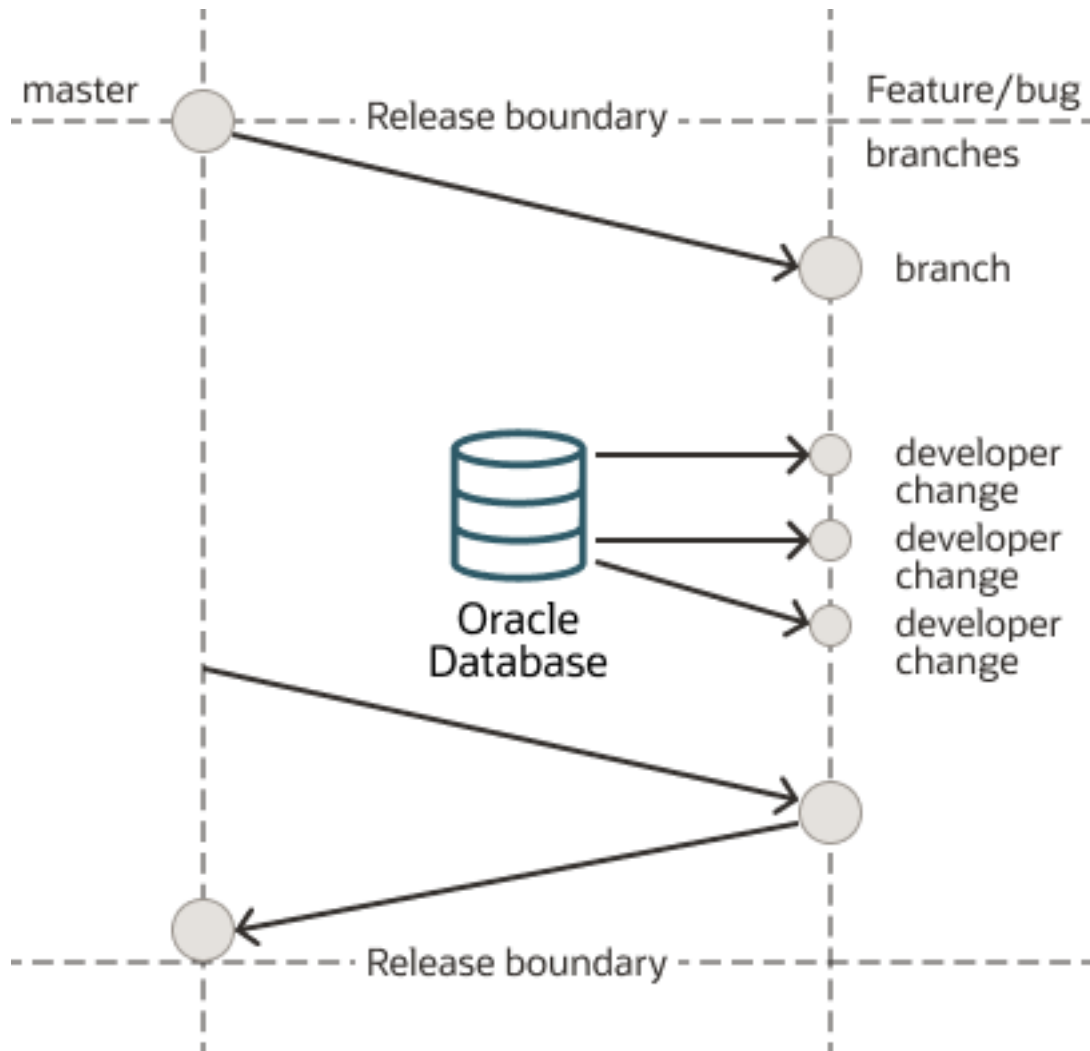 master
Release boundary
Feature/bug
branches
branch
developer
change
developer
change
developer
change
Oracle
Database
Release boundary